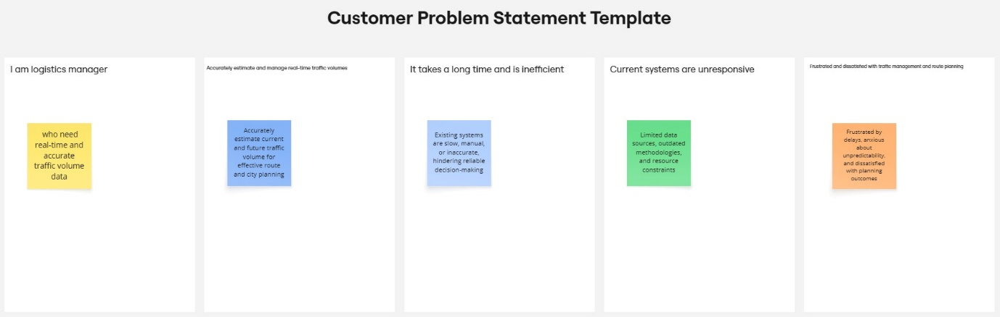 Customer Problem Statement Template
I am logistics manager
who need
real-time and
accurate
traffic volume
data
Accurately estimate and manage real-time traffic volumes
Accurately
estimate current
and future traffic
volume for
effective route
and city planning
It takes a long time and is inefficient
Existing systems
are slow, manual,
or inaccurate,
hindering reliable
decision-making
Current systems are unresponsive
Limited data
sources, outdated
methodologies,
and resource
constraints
Frustrated and dissatisfied with traffic management and route planning
Frustrated by
delays, anxious
about
unpredictability,
and dissatisfied
with planning
outcomes